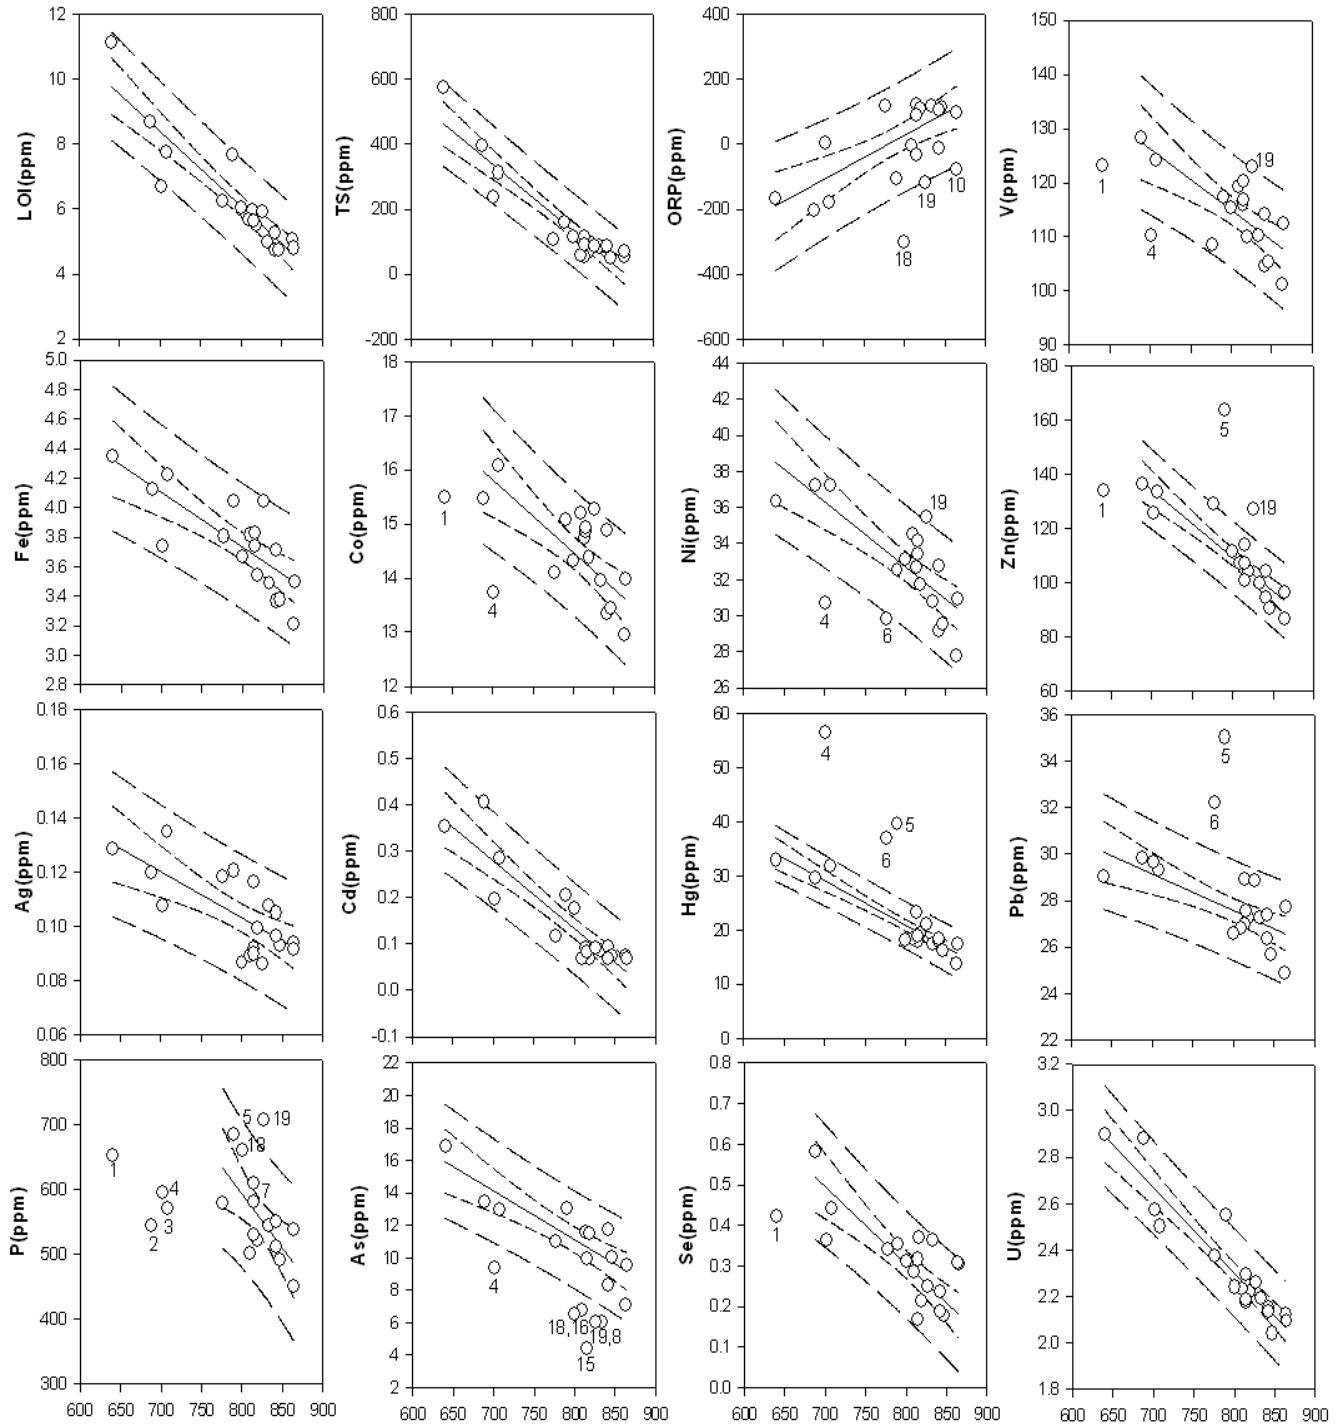 12 800 400 150
10 600 200 140
8 400 0 130
LOI(ppm) TS(ppm) ORP(ppm) V(ppm)
19
1
6 200 -200 120
10
19
4 0 -400 110
18
4
100
2 -200 -600 90
5.0 18 44 180
4.8 42
4.6 17 40 160
5
4.4 38
4.2 16 140
Fe(ppm) Co(ppm) Ni(ppm) Zn(ppm)
4.0 36
19
19
1
1
3.8 15 34 120
3.6 32
3.4 14 100
4
4
6
3.2 30
3.0 13 28 80
2.8 12 26 60
0.18 0.6 60 36
4
5
0.16 0.5 50 34
0.14 0.4 40 32
5
6
6
Ag(ppm) Cd(ppm) Hg(ppm) Pb(ppm)
0.12 0.3 30 30
0.2 28
0.10 20
0.1 26
0.08 0.0 10 24
0.06 -0.1 0 22
800 22 0.8 3.2
20 0.7 3.0
700 5 19
18
18 0.6 2.8
1
16 0.5
4
7
600 14 2.6
3
2
P(ppm) As(ppm) Se(ppm) U(ppm)
12 0.4
1
500 10 0.3 2.4
4
8 2.2
400 6 0.2
18,16 19,8
15
4 0.1 2.0
300 2 0.0 1.8
600 650 700 750 800 850 900 600 650 700 750 800 850 900 600 650 700 750 800 850 900 600 650 700 750 800 850 900